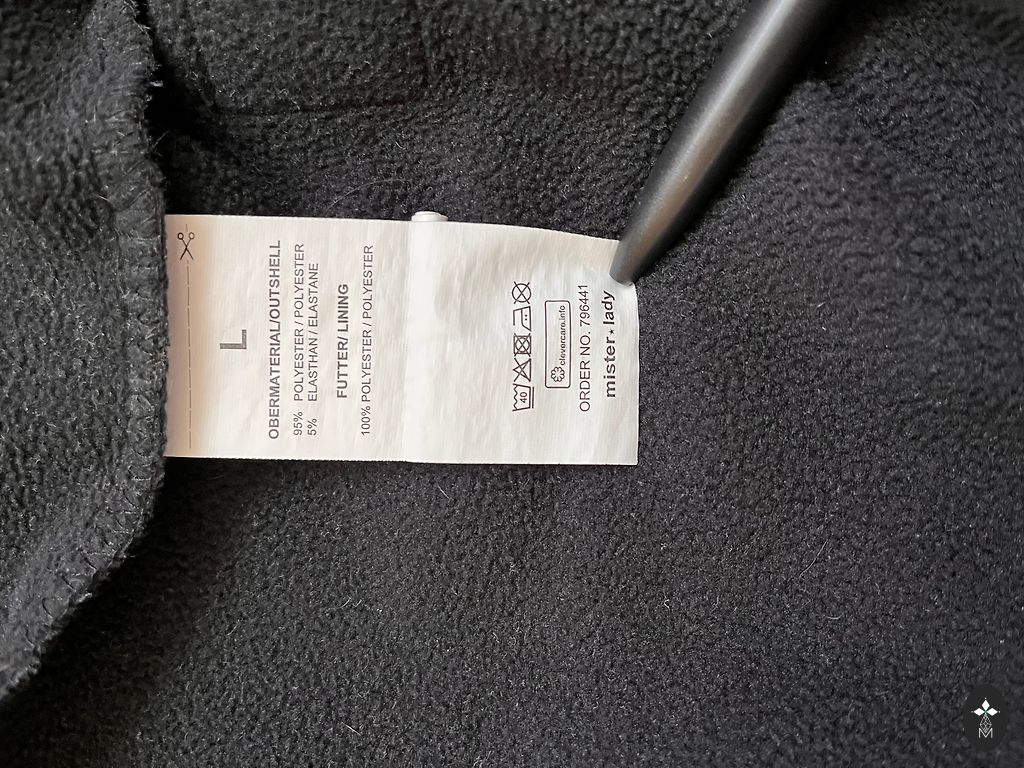 L
OBERMATERIAL/OUTSHELL
95% POLYESTER / POLYESTER
5% ELASTHAN / ELASTANE
FUTTER/ LINING
100% POLYESTER / POLYESTER
40
clevercare.info
ORDER NO. 796441
mister★lady
M